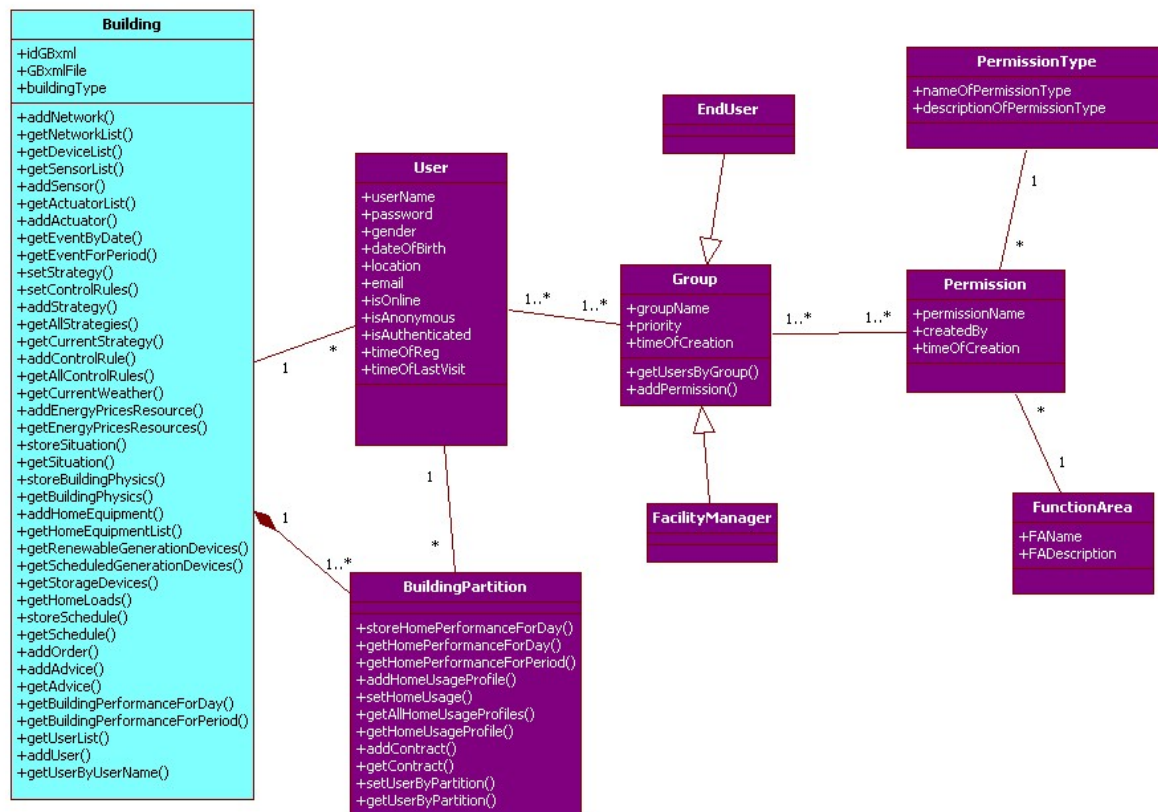 Building
+idGBxml
+GBxmlFile
+buildingType
+addNetwork()
+getNetworkList()
+getDeviceList()
+getSensorList()
+addSensor()
+getActuatorList()
+addActuator()
+getEventByDate()
+getEventForPeriod()
+setStrategy()
+setControlRules()
+addStrategy()
+getAllStrategies()
+getCurrentStrategy()
+addControlRule()
+getAllControlRules()
+getCurrentWeather()
+addEnergyPricesResource()
+getEnergyPricesResources()
+storeSituation()
+getSituation()
+storeBuildingPhysics()
+getBuildingPhysics()
+addHomeEquipment()
+getHomeEquipmentList()
+getRenewableGenerationDevices()
+getScheduledGenerationDevices()
+getStorageDevices()
+getHomeLoads()
+storeSchedule()
+getSchedule()
+addOrder()
+addAdvice()
+getAdvice()
+getBuildingPerformanceForDay()
+getBuildingPerformanceForPeriod()
+getUserList()
+addUser()
+getUserByUserName()
1
*
1
1..*
User
+userName
+password
+gender
+dateOfBirth
+location
+email
+isOnline
+isAnonymous
+isAuthenticated
+timeOfReg
+timeOfLastVisit
1
*
BuildingPartition
+storeHomePerformanceForDay()
+getHomePerformanceForDay()
+getHomePerformanceForPeriod()
+addHomeUsageProfile()
+setHomeUsage()
+getAllHomeUsageProfiles()
+getHomeUsageProfile()
+addContract()
+getContract()
+setUserByPartition()
+getUserByPartition()
1..*
1..*
EndUser
Group
+groupName
+priority
+timeOfCreation
+getUsersByGroup()
+addPermission()
FacilityManager
1..*
1..*
PermissionType
+nameOfPermissionType
+descriptionOfPermissionType
1
*
Permission
+permissionName
+createdBy
+timeOfCreation
*
1
FunctionArea
+FAName
+FADescription